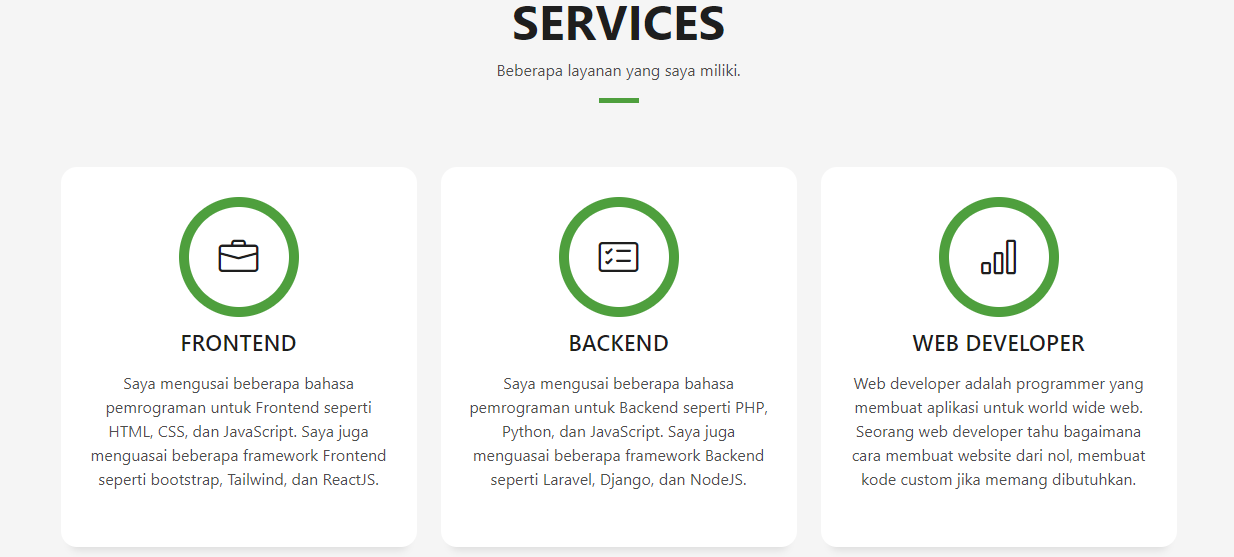 SERVICES
Beberapa layanan yang saya miliki.
FRONTEND
Saya mengusai beberapa bahasa
pemrograman untuk Frontend seperti
HTML, CSS, dan JavaScript. Saya juga
menguasai beberapa framework Frontend
seperti bootstrap, Tailwind, dan ReactJS.
BACKEND
Saya mengusai beberapa bahasa
pemrograman untuk Backend seperti PHP,
Python, dan JavaScript. Saya juga
menguasai beberapa framework Backend
seperti Laravel, Django, dan NodeJS.
WEB DEVELOPER
Web developer adalah programmer yang
membuat aplikasi untuk world wide web.
Seorang web developer tahu bagaimana
cara membuat website dari nol, membuat
kode custom jika memang dibutuhkan.